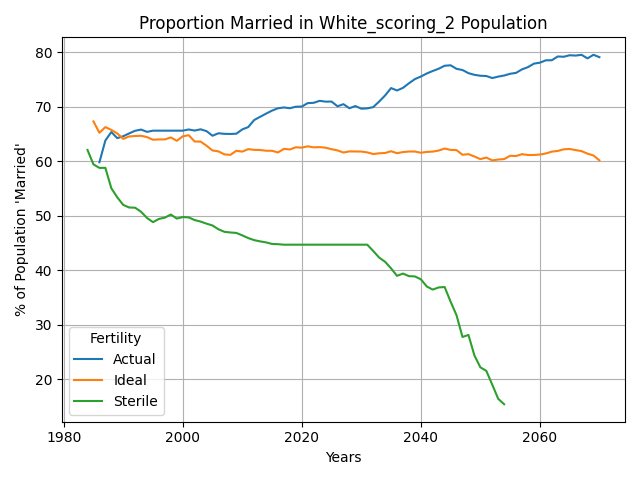 Proportion Married in White_scoring_2 Population
% of Population 'Married'
80
70
60
50
40
30
20
Fertility
Actual
Ideal
Sterile
1980 2000 2020 2040 2060
Years